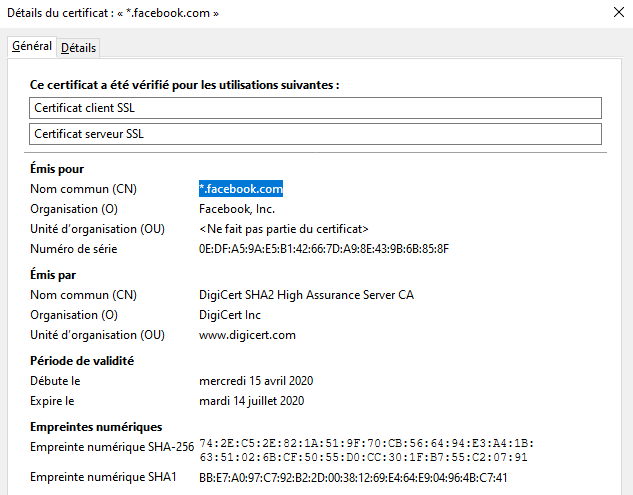 Détails du certificat : « *.facebook.com »
Général Détails
Ce certificat a été vérifié pour les utilisations suivantes :
Certificat client SSL
Certificat serveur SSL
Émis pour
Nom commun (CN) *.facebook.com
Organisation (O) Facebook, Inc.
Unité d'organisation (OU) <Ne fait pas partie du certificat>
Numéro de série 0E:DF:A5:9A:E5:B1:42:66:7D:A9:8E:43:9B:6B:85:8F
Émis par
Nom commun (CN) DigiCert SHA2 High Assurance Server CA
Organisation (O) DigiCert Inc
Unité d'organisation (OU) www.digicert.com
Période de validité
Débute le mercredi 15 avril 2020
Expire le mardi 14 juillet 2020
Empreintes numériques
Empreinte numérique SHA-256 74:2E:C5:2E:82:1A:51:9F:70:CB:56:64:94:E3:A4:1B:
63:51:02:6B:CF:50:55:D0:CC:30:1F:B7:55:C2:07:91
Empreinte numérique SHA1 BB:E7:A0:97:C7:92:B2:2D:00:38:12:69:E4:64:E9:04:96:4B:C7:41